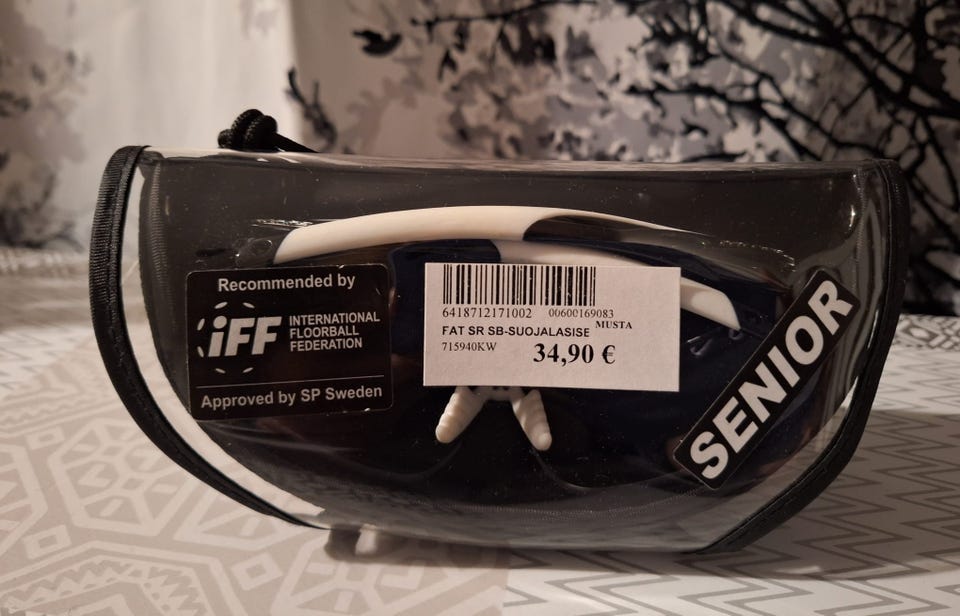 Recommended by
iFF INTERNATIONAL
FLOORBALL
FEDERATION
Approved by SP Sweden
6418712171002 00600169083
FAT SR SB-SUOJALASISE MUSTA
715940KW 34,90 €
SENIOR